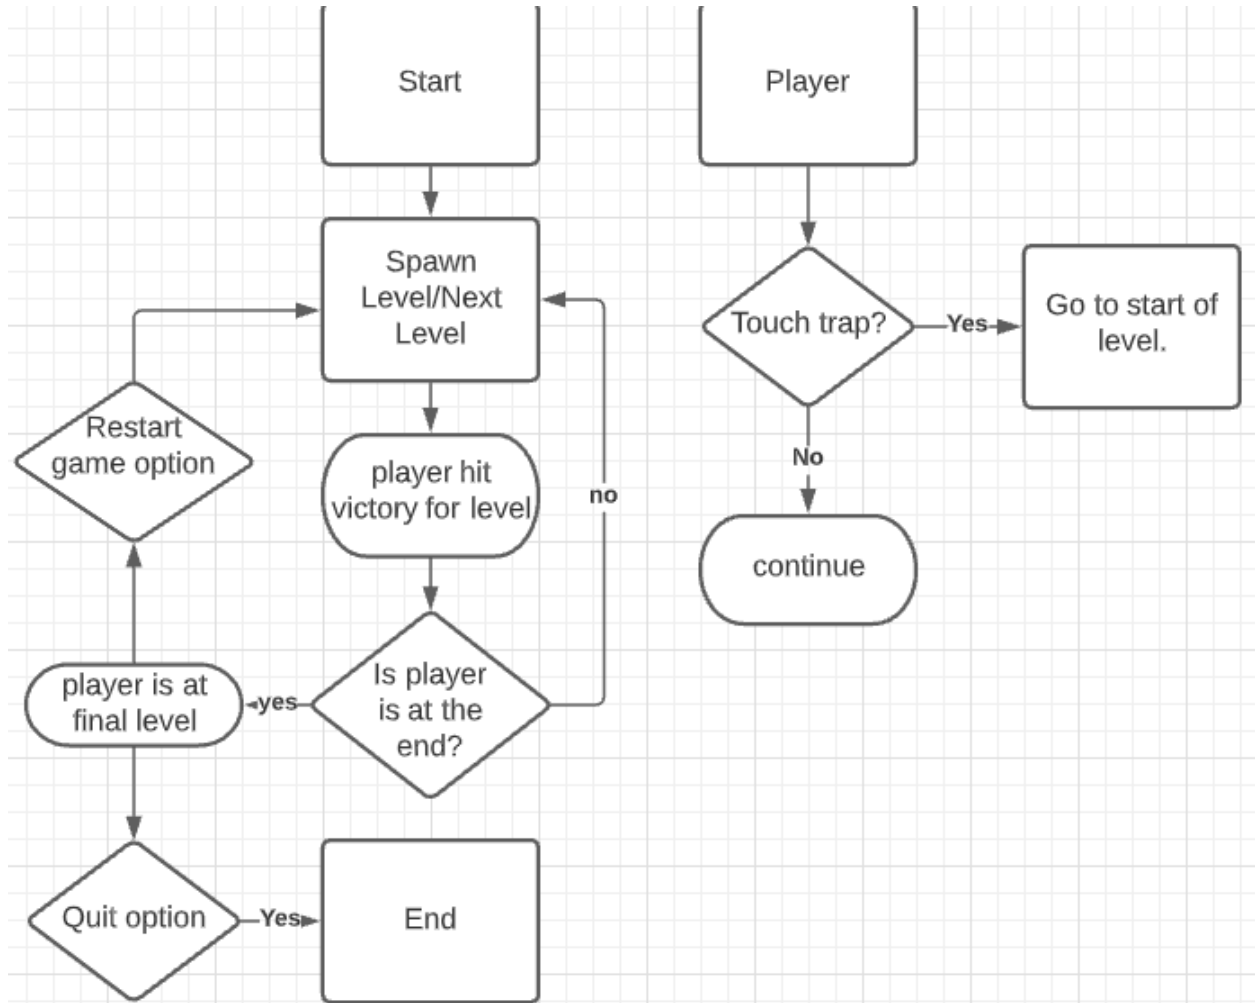 Start
Spawn
Level/Next
Level
Restart
game option
player hit
victory for level
no
Is player
is at the
end?
yes
player is at
final level
Quit option
Yes
End
Player
Touch trap?
Yes
Go to start of
level.
No
continue